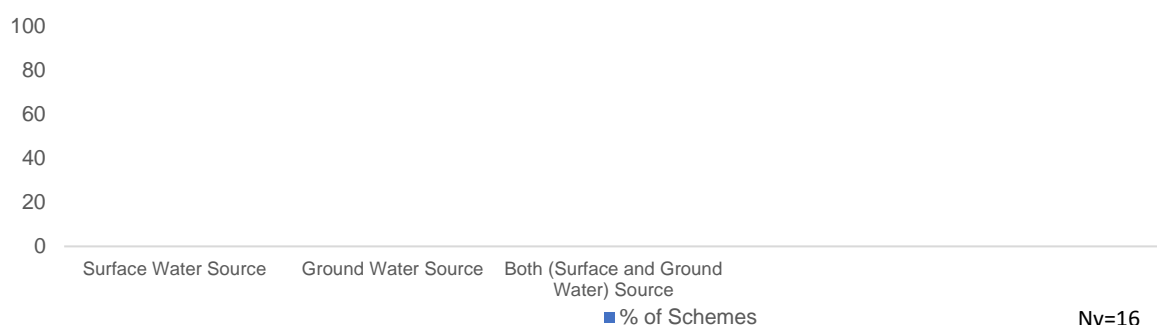 100
80
60
40
20
0
Surface Water Source
Ground Water Source
Both (Surface and Ground
Water) Source
% of Schemes
Nv=16